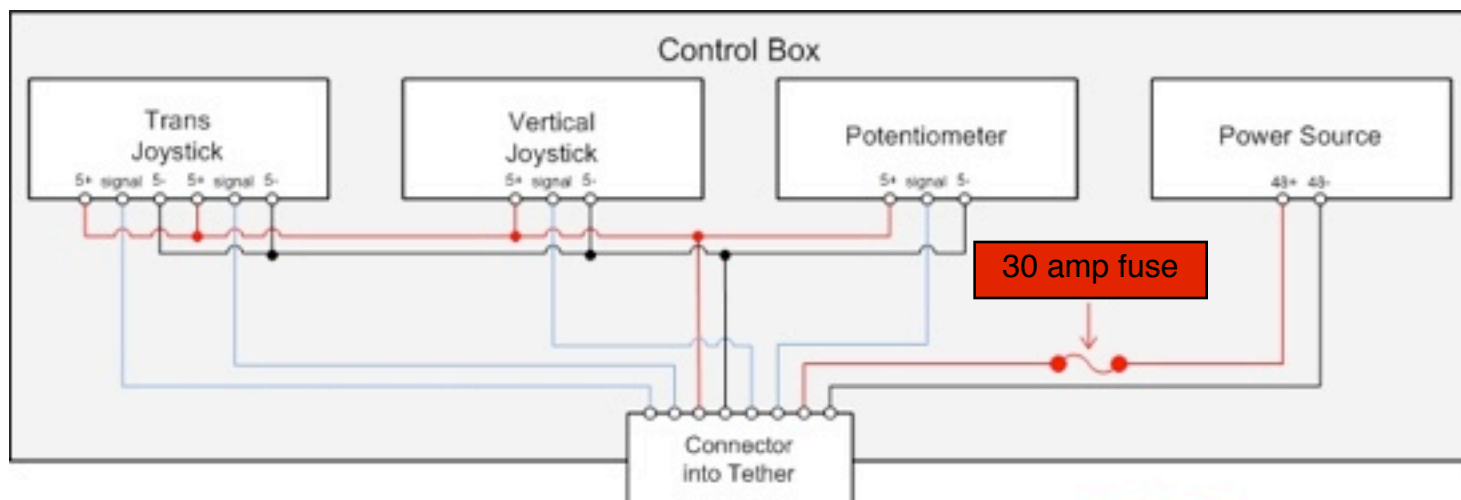 Control Box
Trans
Joystick
5+ signal 5- 5+ signal 5-
Vertical
Joystick
5+ signal 5-
Potentiometer
5+ signal 5-
Power Source
48+ 48-
30 amp fuse
Connector
into Tether